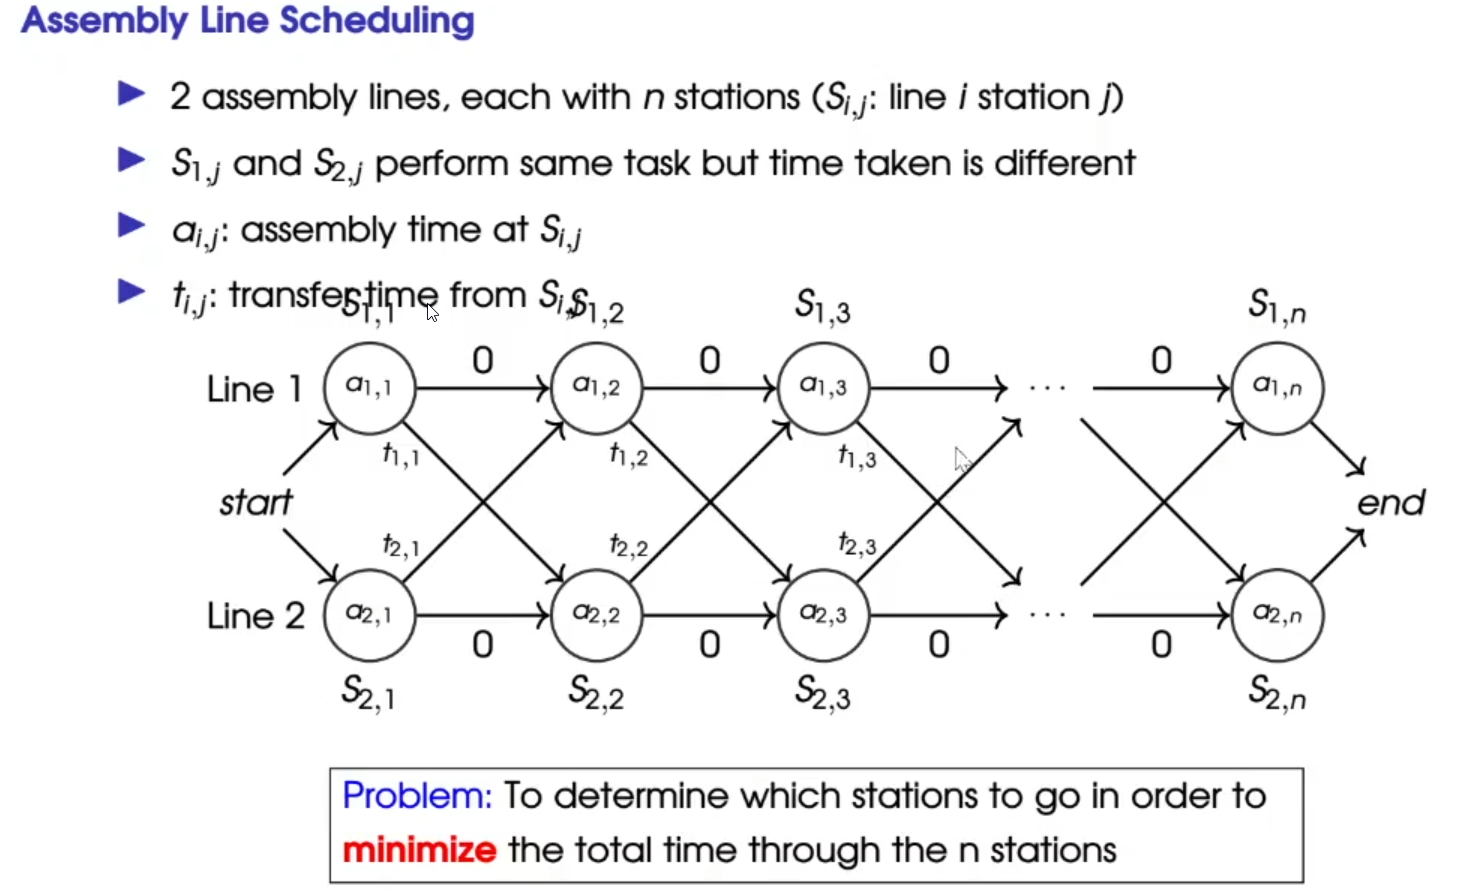 Assembly Line Scheduling
▶ 2 assembly lines, each with n stations (S_{i,j}: line i station j)
▶ S_{1,j} and S_{2,j} perform same task but time taken is different
▶ a_{i,j}: assembly time at S_{i,j}
▶ t_{i,j}: transfer time from S_{i,j}
S_{1,1} S_{1,2} S_{1,3} S_{1,n}
0 0 0 0
Line 1 a_{1,1} a_{1,2} a_{1,3} ... a_{1,n}
t_{1,1} t_{1,2} t_{1,3}
start end
t_{2,1} t_{2,2} t_{2,3}
Line 2 a_{2,1} a_{2,2} a_{2,3} ... a_{2,n}
0 0 0 0
S_{2,1} S_{2,2} S_{2,3} S_{2,n}
Problem: To determine which stations to go in order to
minimize the total time through the n stations